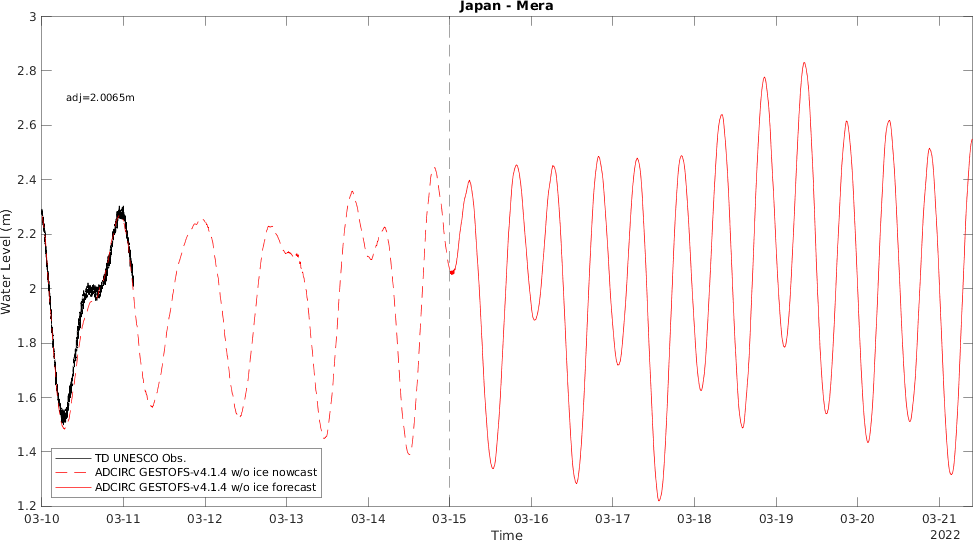 Japan - Mera
3
2.8
2.6
2.4
2.2
2
1.8
1.6
1.4
1.2
Water Level (m)
adj=2.0065m
TD UNESCO Obs.
ADCIRC GESTOFS-v4.1.4 w/o ice nowcast
ADCIRC GESTOFS-v4.1.4 w/o ice forecast
03-10 03-11 03-12 03-13 03-14 03-15 03-16 03-17 03-18 03-19 03-20 03-21
Time
2022